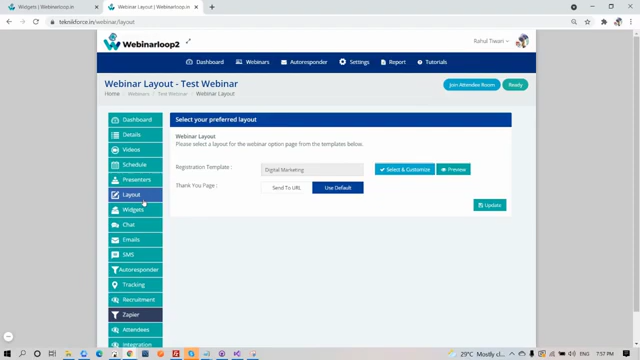 Widgets | Webinarloop.in
Webinar Layout | Webinarloop.in
teknikforce.in/webinar/layout
Webinarloop2
Rahul Tiwari
Dashboard
Webinars
Autoresponder
Settings
Report
Tutorials
Webinar Layout - Test Webinar
Home
Webinars
Test Webinar
Webinar Layout
Join Attendee Room
Ready
Dashboard
Details
Videos
Schedule
Presenters
Layout
Widgets
Chat
Emails
SMS
Autoresponder
Tracking
Recruitment
Zapier
Attendees
Integration
Select your preferred layout
Webinar Layout
Please select a layout for the webinar option page from the templates below.
Registration Template :
Digital Marketing
Select & Customize
Preview
Thank You Page :
Send To URL
Use Default
Update
29°C Mostly cl...
ENG
7:57 PM